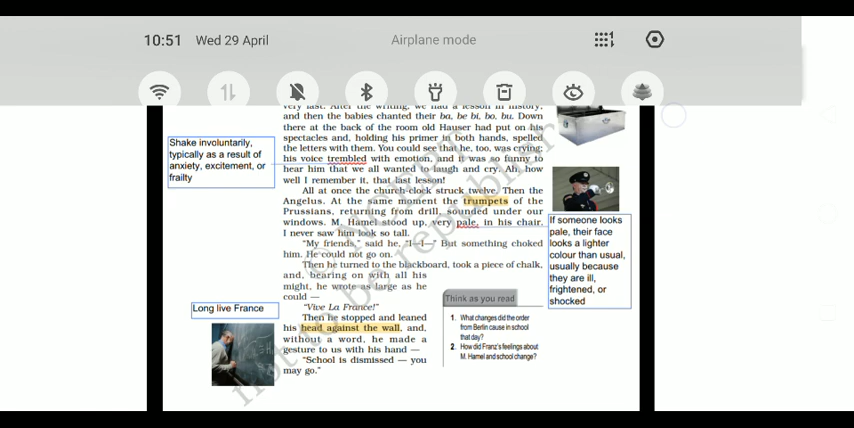 10:51 Wed 29 April
Airplane mode
very last. After the writing, we had a lesson in history,
and then the babies chanted their ba, be bi, bo, bu. Down
there at the back of the room old Hauser had put on his
spectacles and, holding his primer in both hands, spelled
the letters with them. You could see that he, too, was crying;
his voice trembled with emotion, and it was so funny to
hear him that we all wanted to laugh and cry. Ah, how
well I remember it, that last lesson!
All at once the church-clock struck twelve. Then the
Angelus. At the same moment the trumpets of the
Prussians, returning from drill, sounded under our
windows. M. Hamel stood up, very pale, in his chair.
I never saw him look so tall.
“My friends,” said he, “I—I—” But something choked
him. He could not go on.
Then he turned to the blackboard, took a piece of chalk,
and, bearing on with all his
might, he wrote as large as he
could —
“Vive La France!”
Then he stopped and leaned
his head against the wall, and,
without a word, he made a
gesture to us with his hand —
“School is dismissed — you
may go.”
Shake involuntarily,
typically as a result of
anxiety, excitement, or
frailty
Long live France
If someone looks
pale, their face
looks a lighter
colour than usual,
usually because
they are ill,
frightened, or
shocked
Think as you read
1. What changes did the order
from Berlin cause in school
that day?
2. How did Franz's feelings about
M. Hamel and school change?
not to be republish